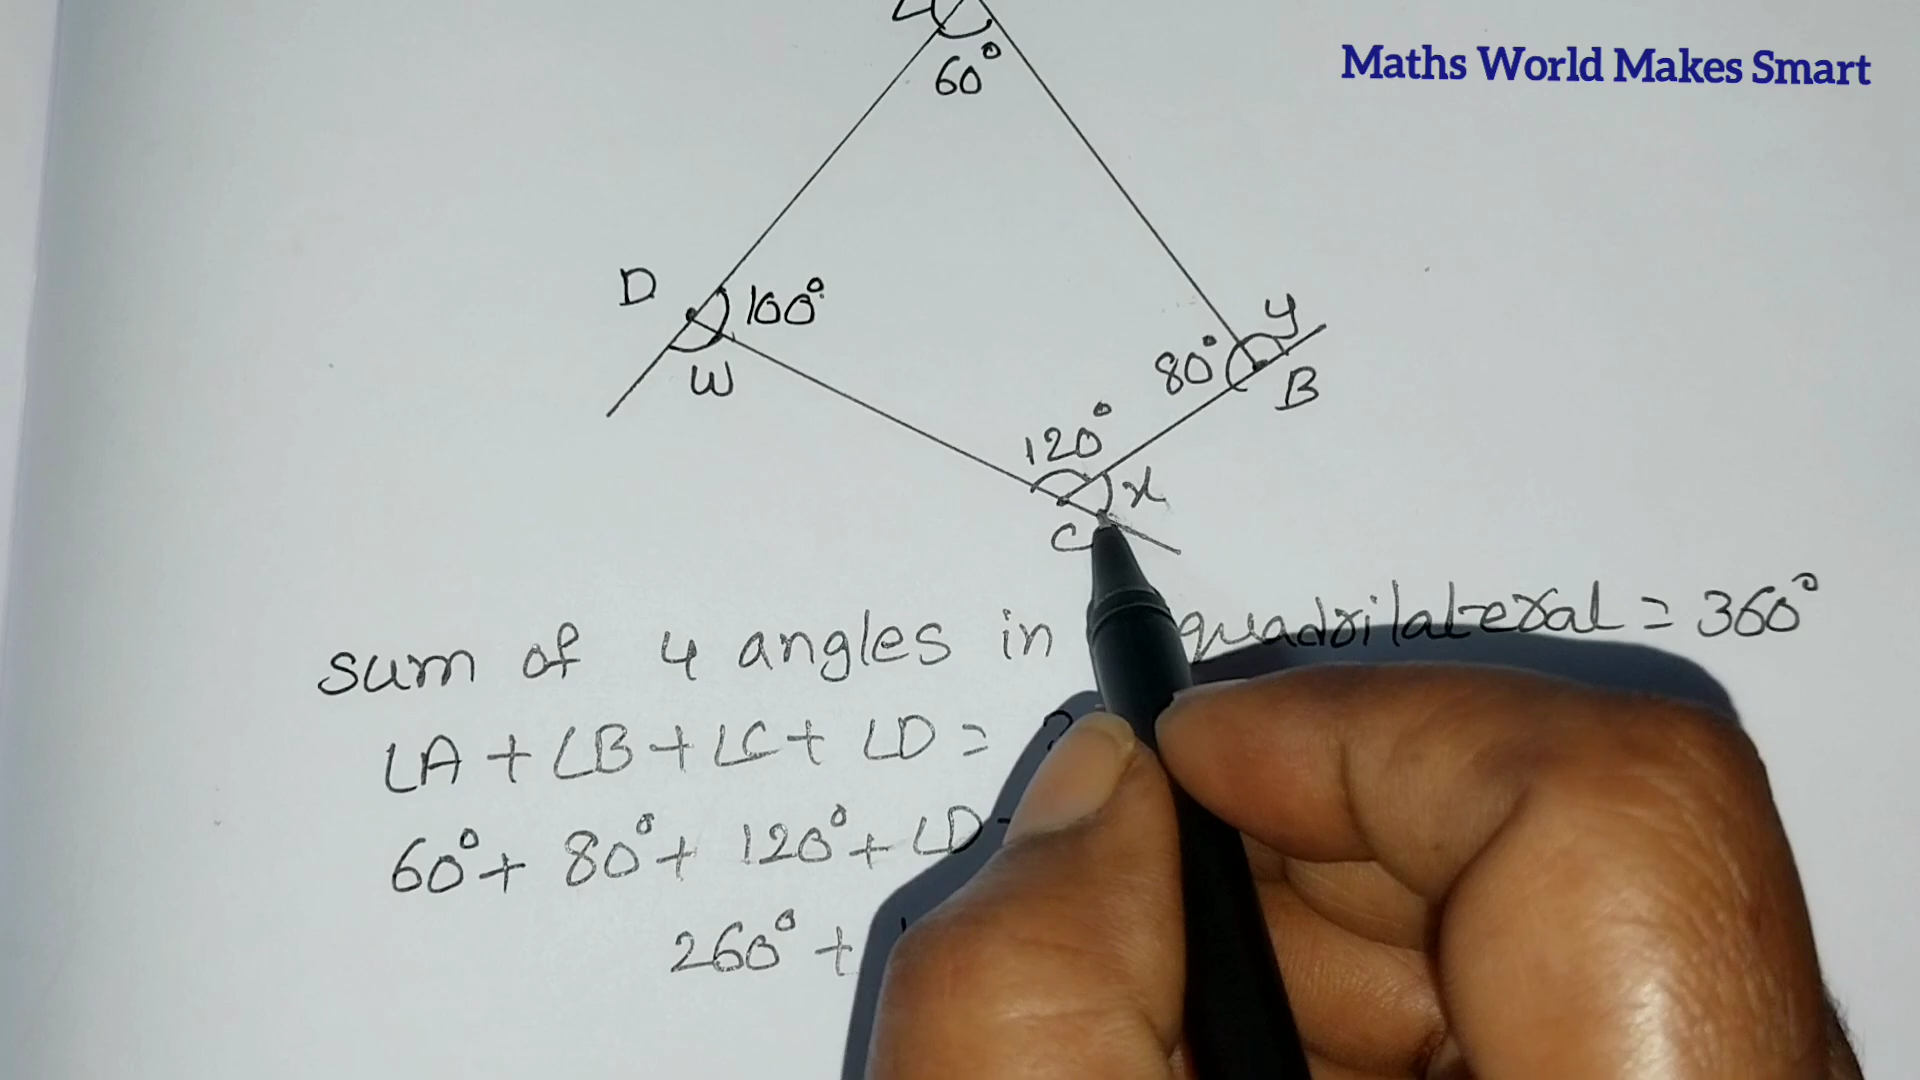 Maths World Makes Smart
60°
D
100°
W
y
80°
B
120°
x
C
sum of 4 angles in quadrilateral = 360°
∠A + ∠B + ∠C + ∠D =
60° + 80° + 120° + ∠D
260° +